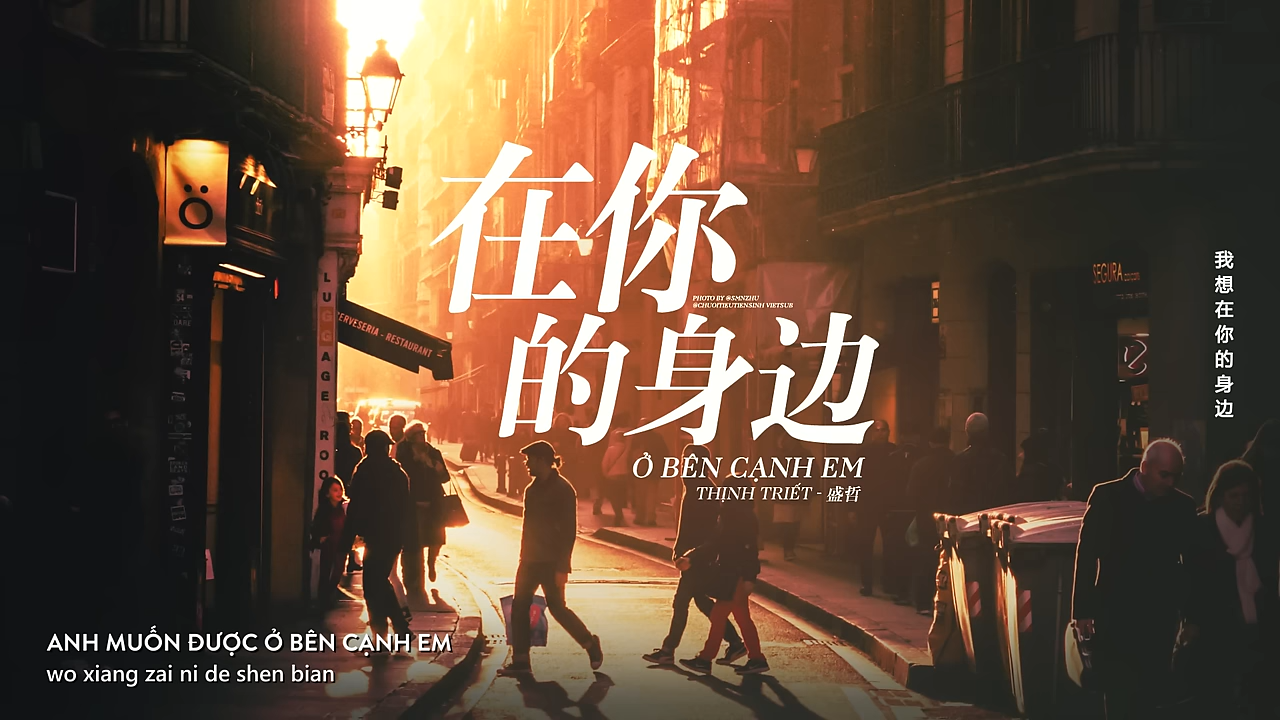 Ö
LUGGAGE ROO
CERVESERIA - RESTAURANT
SEGURA
在你
PHOTO BY @SMNZHU
@CHUOITIEUTIENSINH VIETSUB
的身边
Ở BÊN CẠNH EM
THỊNH TRIẾT - 盛哲
我想在你的身边
ANH MUỐN ĐƯỢC Ở BÊN CẠNH EM
wo xiang zai ni de shen bian